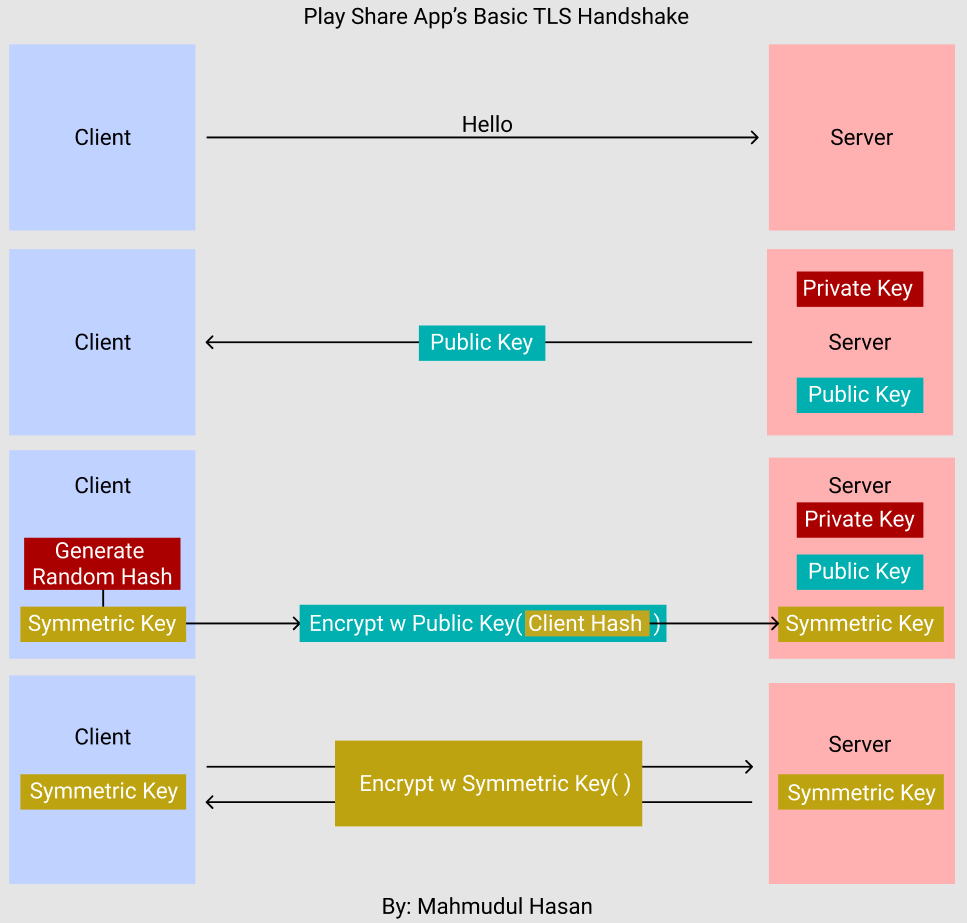 Play Share App’s Basic TLS Handshake
Client
Hello
Server
Client
Public Key
Private Key
Server
Public Key
Client
Generate
Random Hash
Symmetric Key
Encrypt w Public Key( Client Hash )
Server
Private Key
Public Key
Symmetric Key
Client
Symmetric Key
Encrypt w Symmetric Key( )
Server
Symmetric Key
By: Mahmudul Hasan